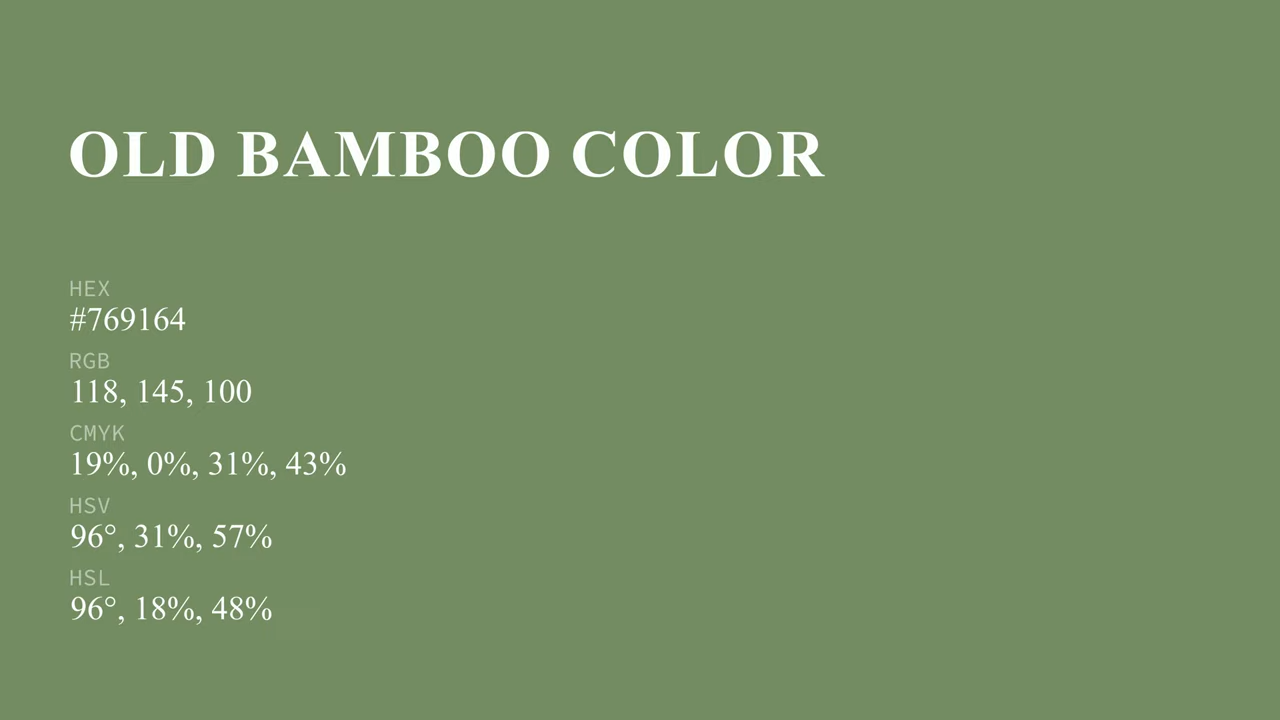 OLD BAMBOO COLOR
HEX
#769164
RGB
118, 145, 100
CMYK
19%, 0%, 31%, 43%
HSV
96°, 31%, 57%
HSL
96°, 18%, 48%